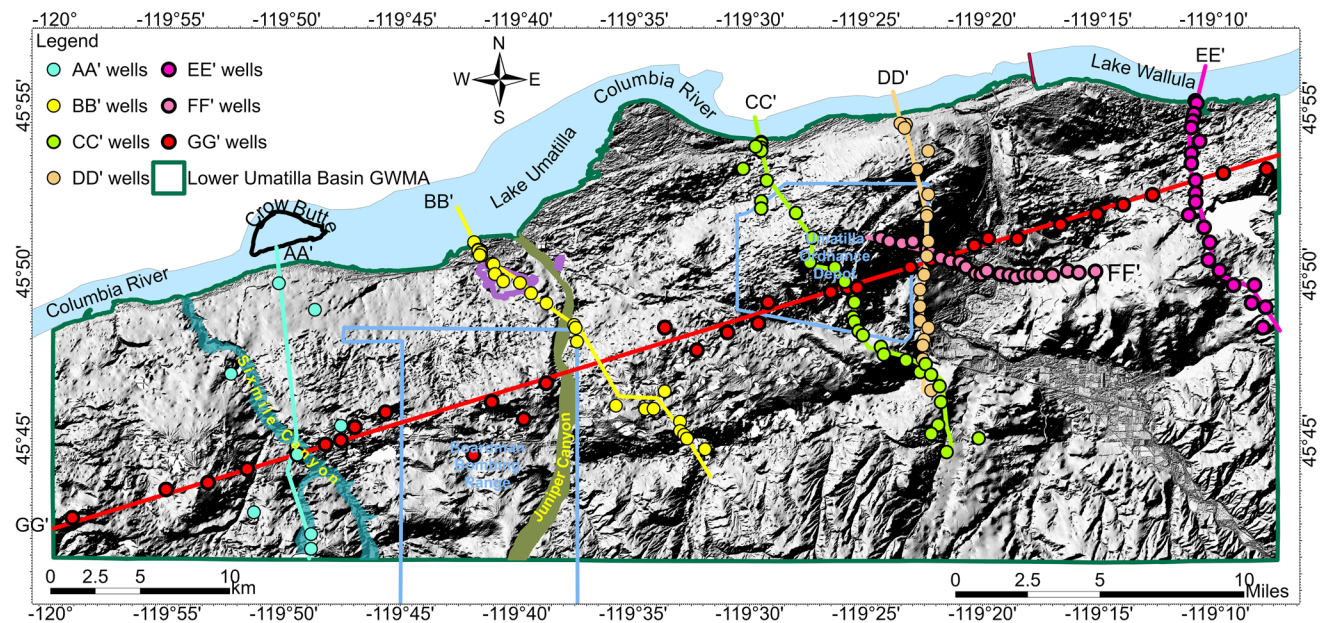 -120° -119°55' -119°50' -119°45' -119°40' -119°35' -119°30' -119°25' -119°20' -119°15' -119°10'
Legend
AA' wells
EE' wells
BB' wells
FF' wells
CC' wells
GG' wells
DD' wells
Lower Umatilla Basin GWMA
N
W E
S
Columbia River
Lake Umatilla
Columbia River
Lake Wallula
Crow Butte
AA'
BB'
CC'
DD'
EE'
FF'
GG'
45°55'
45°50'
45°45'
45°55'
45°50'
45°45'
Umatilla
Ordnance
Depot
Sixmile Canyon
Boardman
Bombing
Range
Juniper Canyon
0 2.5 5 10
km
0 2.5 5 10
Miles
-120° -119°55' -119°50' -119°45' -119°40' -119°35' -119°30' -119°25' -119°20' -119°15' -119°10'